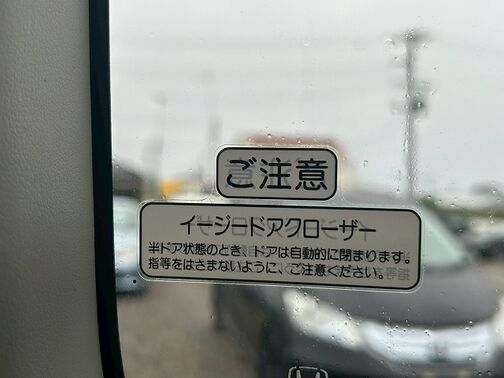 ご注意
イージードアクローザー
半ドア状態のとき、ドアは自動的に閉まります。
指等をはさまないように、ご注意ください。